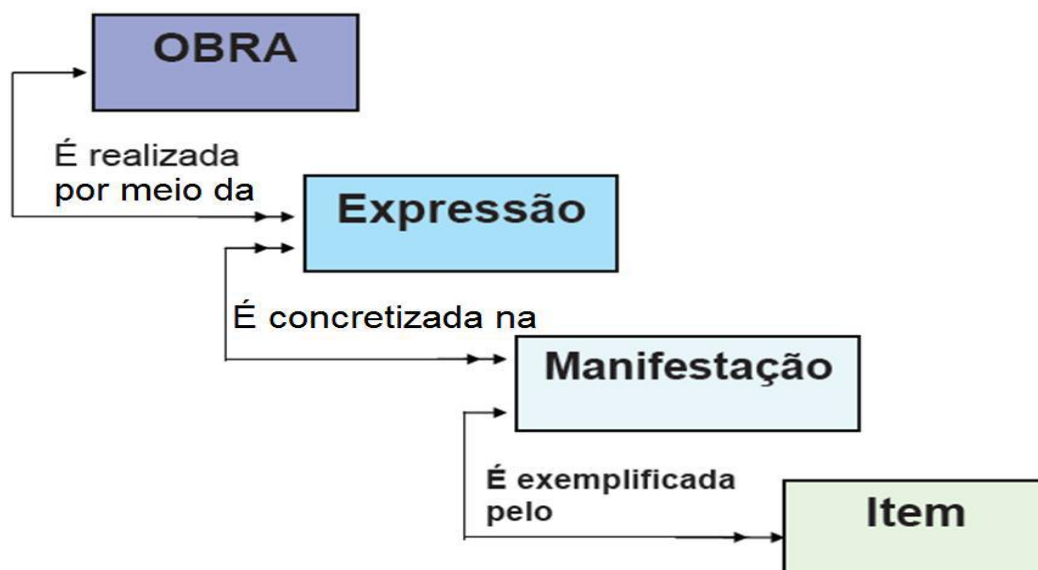 OBRA
É realizada
por meio da
Expressão
É concretizada na
Manifestação
É exemplificada
pelo
Item